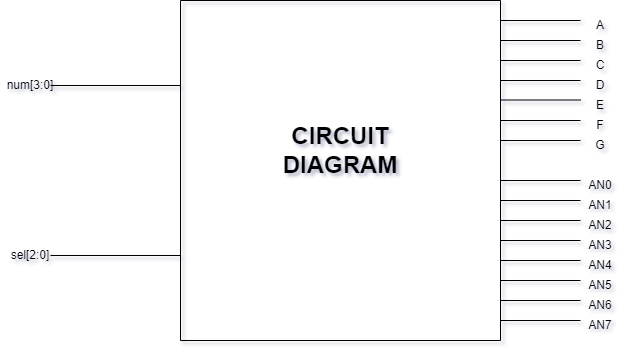 num[3:0]
sel[2:0]
CIRCUIT
DIAGRAM
A
B
C
D
E
F
G
AN0
AN1
AN2
AN3
AN4
AN5
AN6
AN7